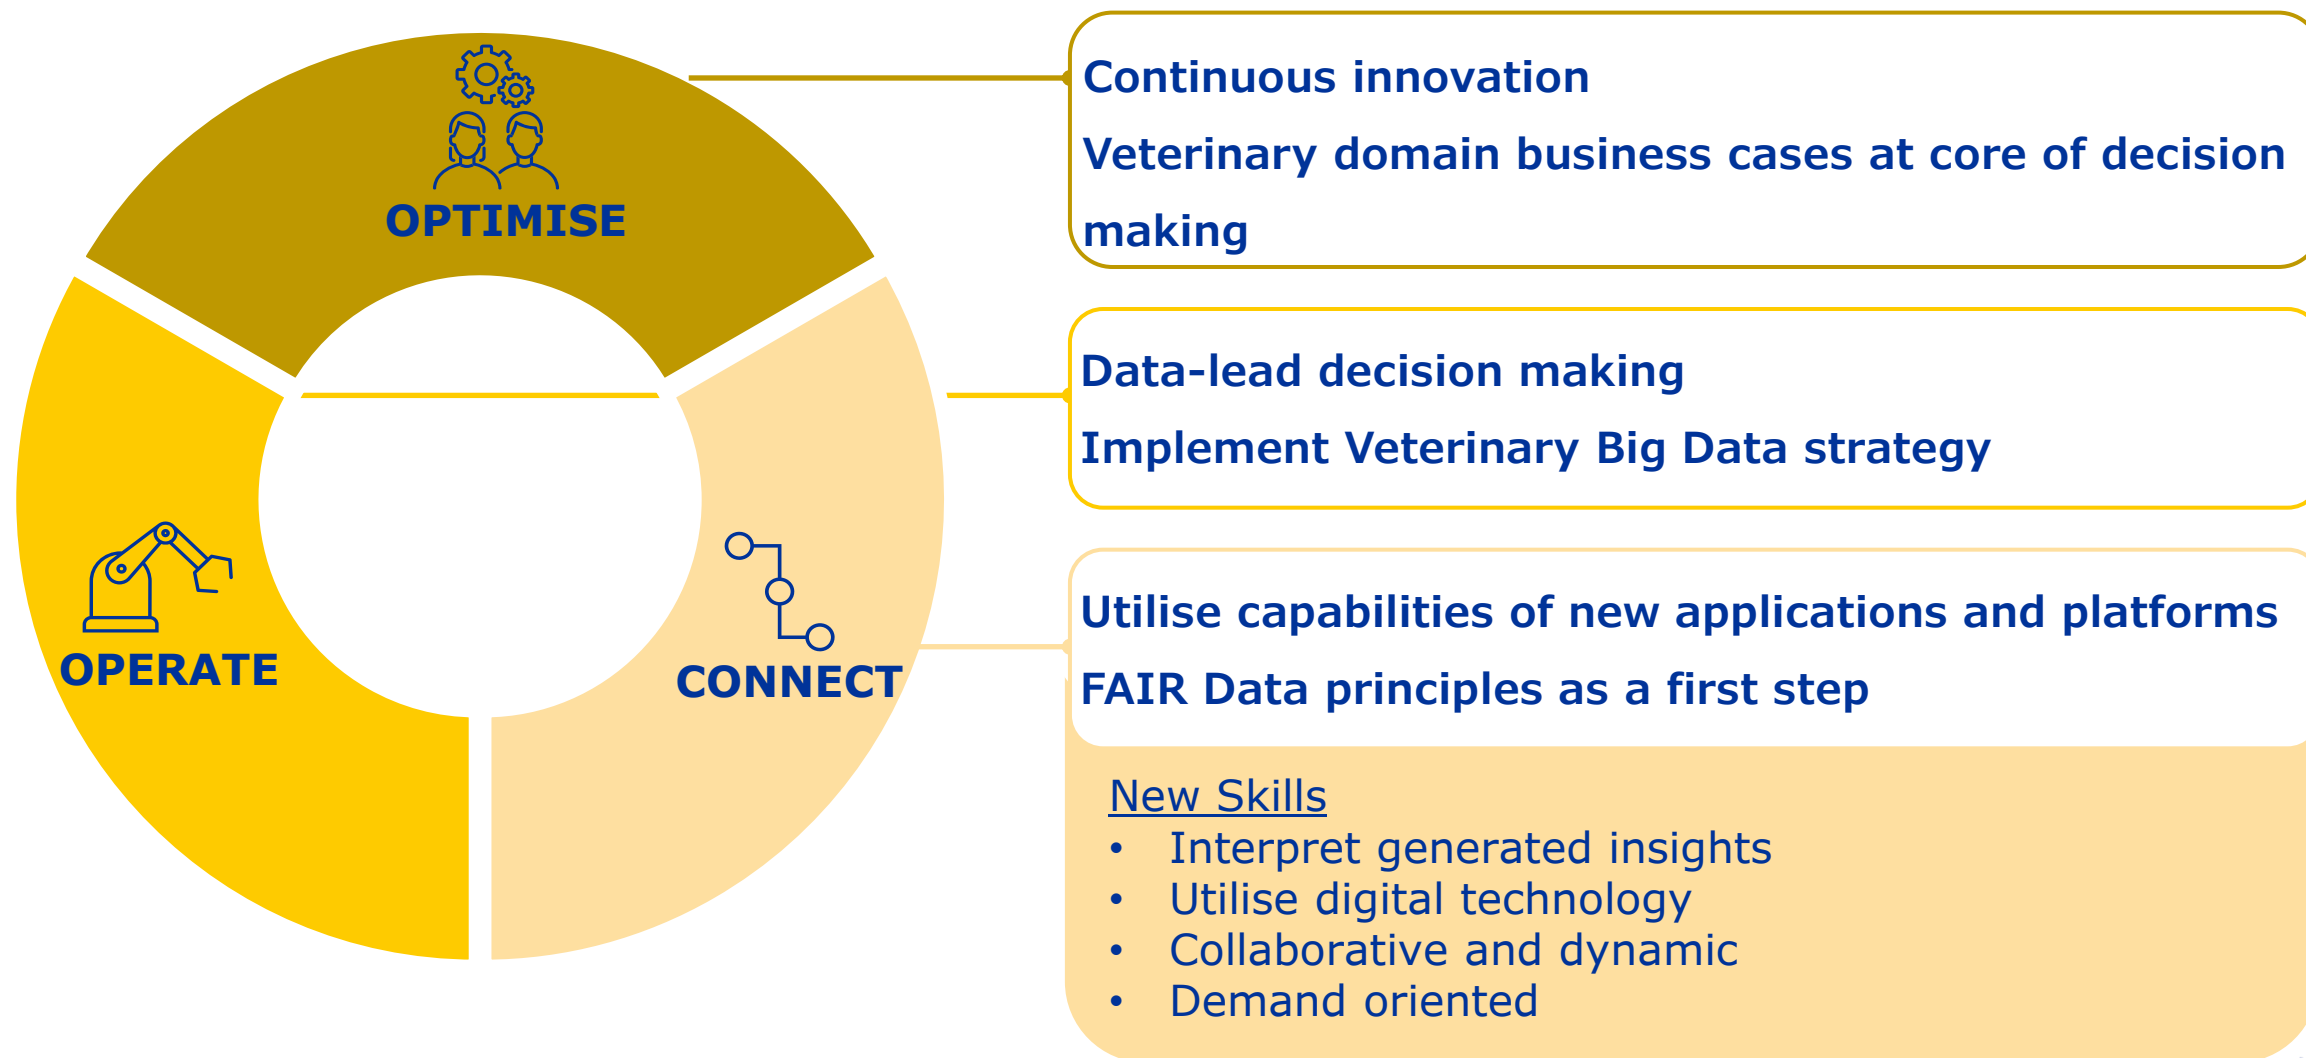 OPTIMISE
OPERATE
CONNECT
Continuous innovation
Veterinary domain business cases at core of decision
making
Data-lead decision making
Implement Veterinary Big Data strategy
Utilise capabilities of new applications and platforms
FAIR Data principles as a first step
New Skills
• Interpret generated insights
• Utilise digital technology
• Collaborative and dynamic
• Demand oriented